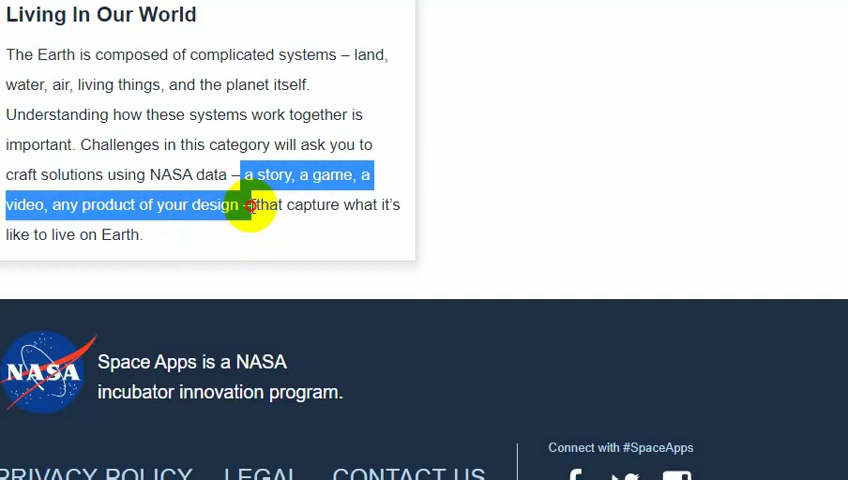 Living In Our World
The Earth is composed of complicated systems – land,
water, air, living things, and the planet itself.
Understanding how these systems work together is
important. Challenges in this category will ask you to
craft solutions using NASA data – a story, a game, a
video, any product of your design – that capture what it’s
like to live on Earth.
NASA
Space Apps is a NASA
incubator innovation program.
Connect with #SpaceApps
PRIVACY POLICY LEGAL CONTACT US